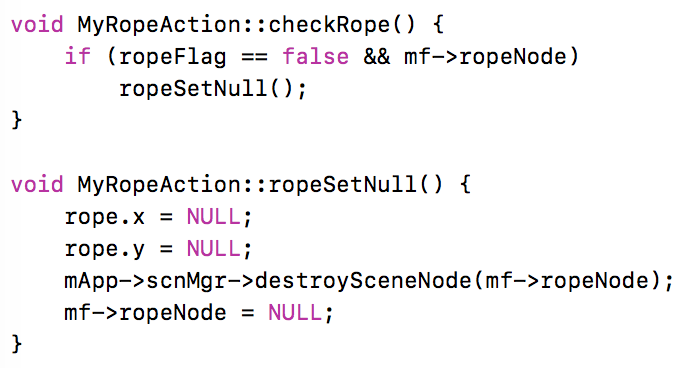 void MyRopeAction::checkRope() {
    if (ropeFlag == false && mf->ropeNode)
        ropeSetNull();
}

void MyRopeAction::ropeSetNull() {
    rope.x = NULL;
    rope.y = NULL;
    mApp->scnMgr->destroySceneNode(mf->ropeNode);
    mf->ropeNode = NULL;
}